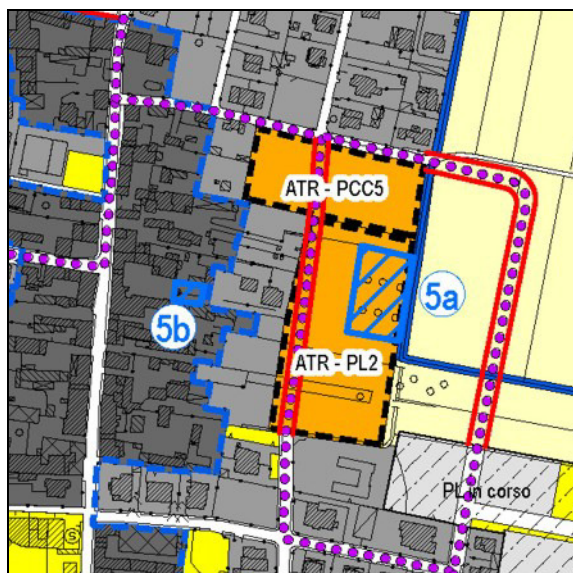 ATR - PCC5
5a
5b
ATR - PL2
PL in corso
S